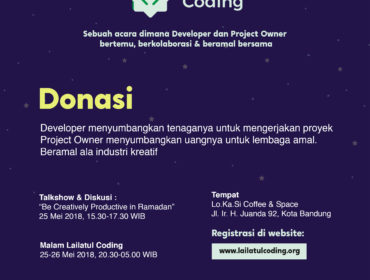 Coding
Sebuah acara dimana Developer dan Project Owner
bertemu, berkolaborasi & beramal bersama
Donasi
Developer menyumbangkan tenaganya untuk mengerjakan proyek
Project Owner menyumbangkan uangnya untuk lembaga amal.
Beramal ala industri kreatif
Talkshow & Diskusi :
"Be Creatively Productive in Ramadan"
25 Mei 2018, 15.30-17.30 WIB
Malam Lailatul Coding
25-26 Mei 2018, 20.30-05.00 WIB
Tempat
Lo.Ka.Si Coffee & Space
Jl. Ir. H. Juanda 92, Kota Bandung
Registrasi di website:
www.lailatulcoding.org